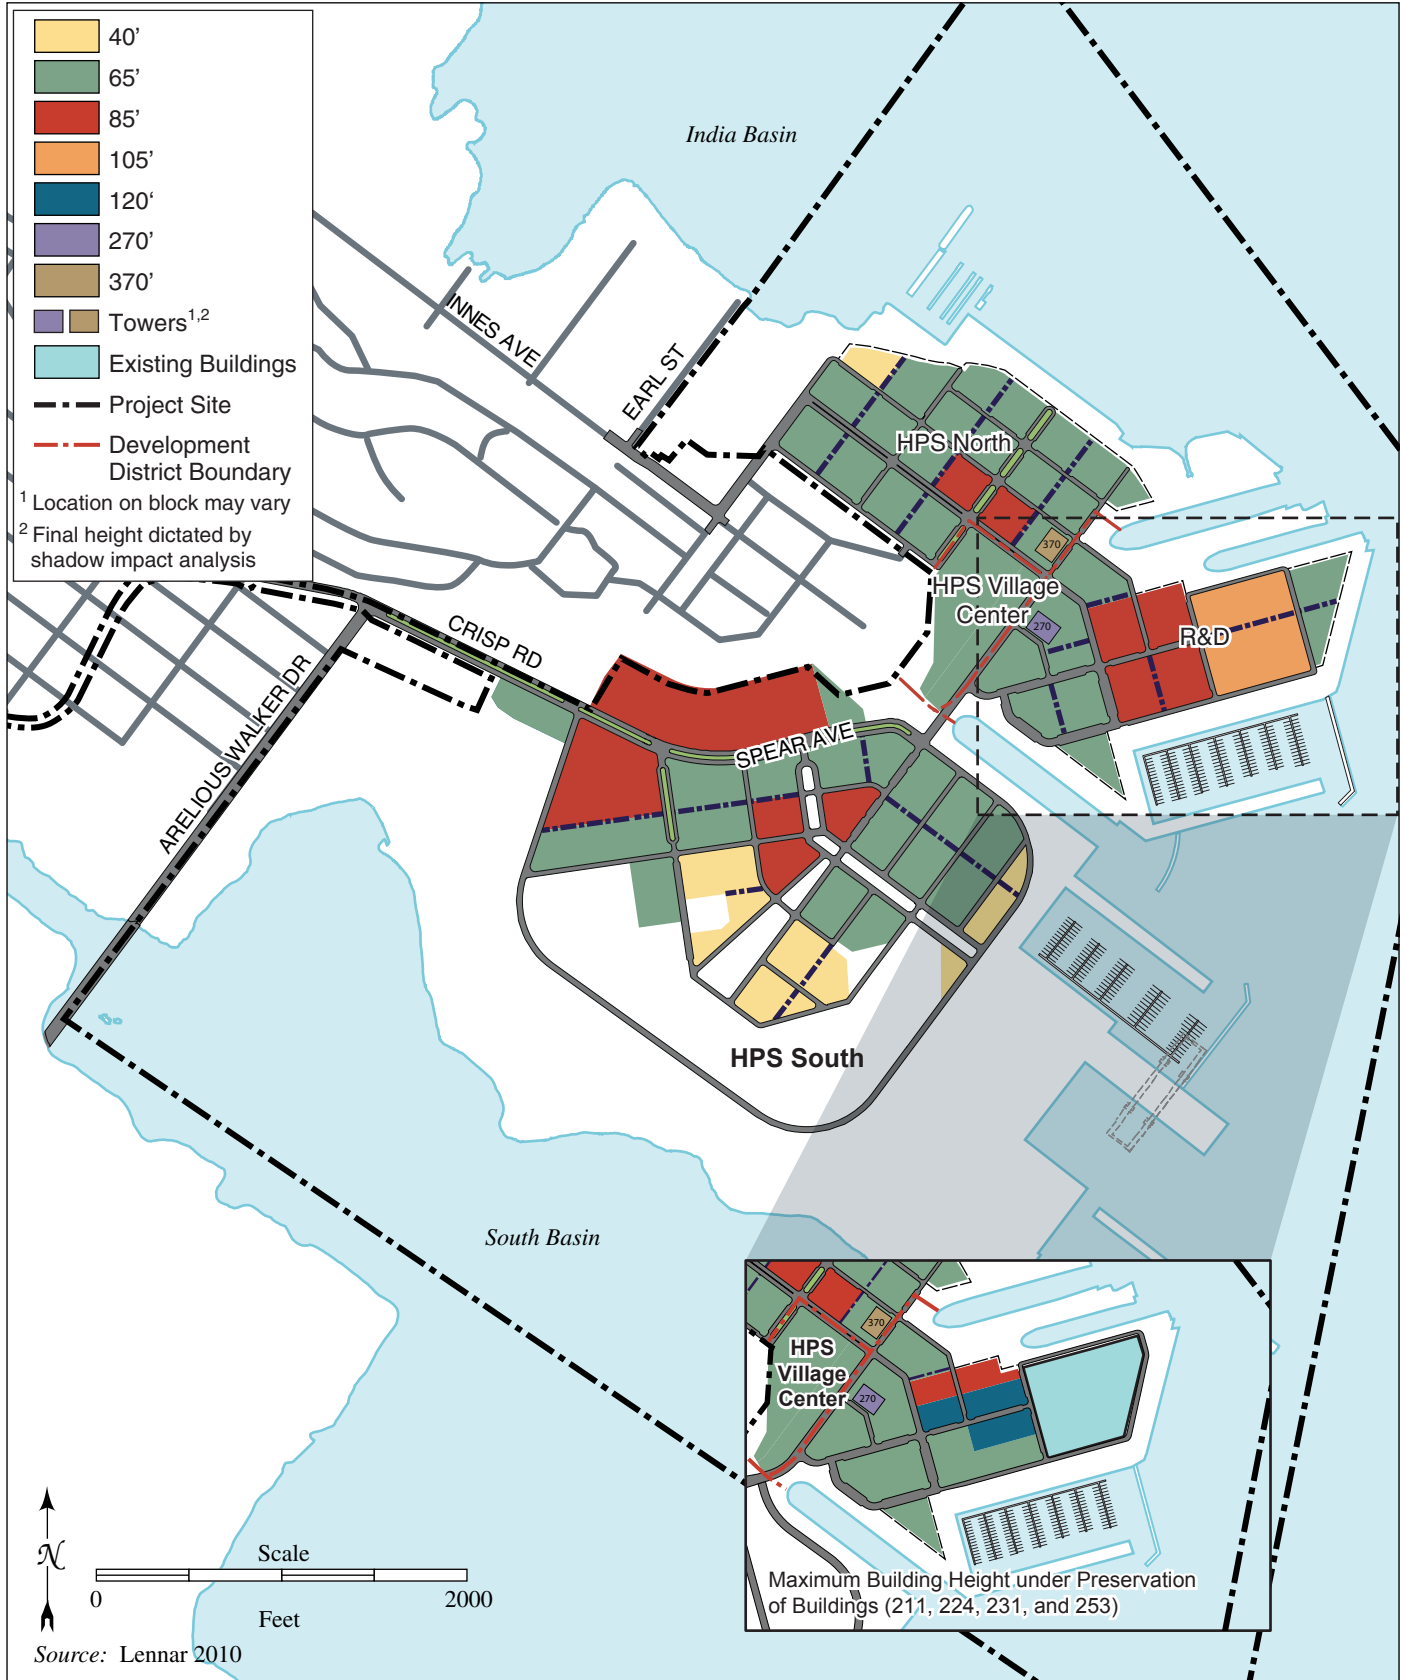 40’
65’
85’
105’
120‘
270’
370’
Towers1,2
Existing Buildings
Project Site
Development
District Boundary
1 Location on block may vary
2 Final height dictated by
shadow impact analysis
India Basin
INNES AVE
EARL ST
HPS North
370
HPS Village
Center
270
R&D
CRISP RD
SPEAR AVE
ARELIOUS WALKER DR
HPS South
South Basin
370
HPS
Village
Center
270
Maximum Building Height under Preservation
of Buildings (211, 224, 231, and 253)
N
Scale
0
2000
Feet
Source: Lennar 2010